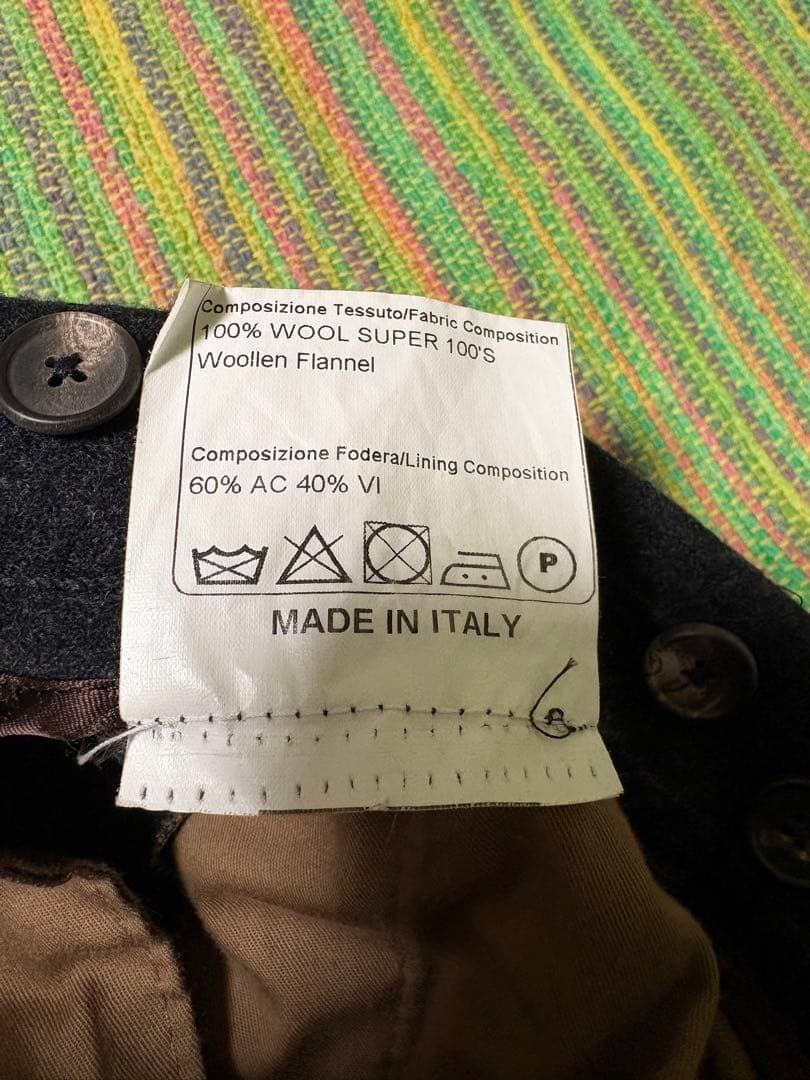 Composizione Tessuto/Fabric Composition
100% WOOL SUPER 100'S
Woollen Flannel
Composizione Fodera/Lining Composition
60% AC 40% VI
P
MADE IN ITALY